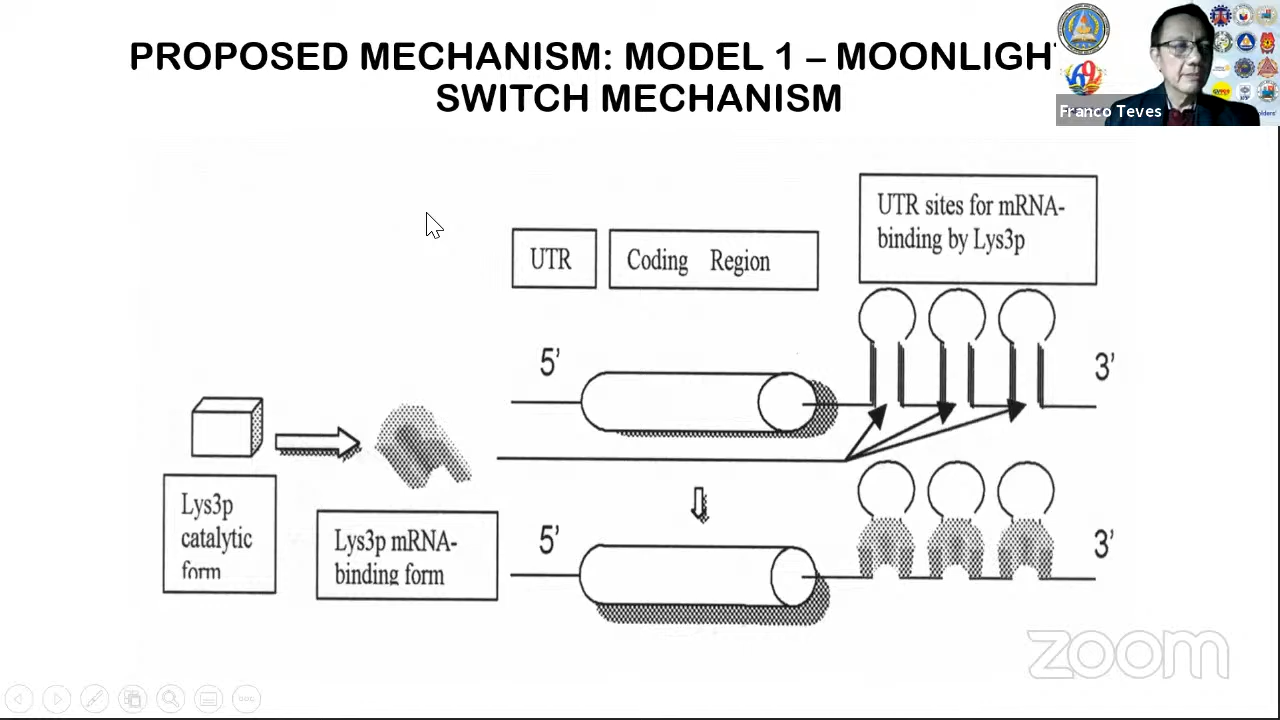 PROPOSED MECHANISM: MODEL 1 – MOONLIGH
SWITCH MECHANISM
Franco Teves
UTR sites for mRNA-
binding by Lys3p
UTR
Coding Region
5’
3’
Lys3p
catalytic
form
Lys3p mRNA-
binding form
5’
3’
zoom